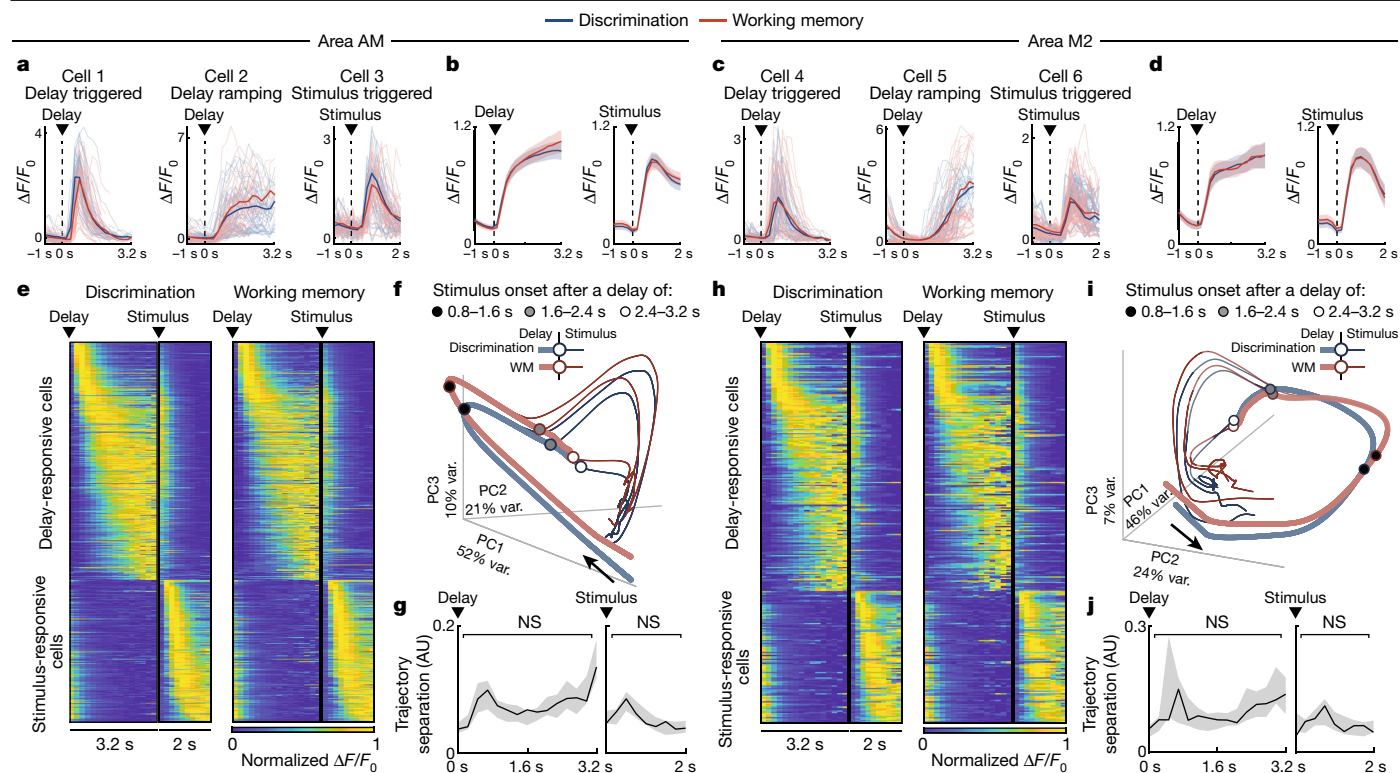 Discrimination Working memory
Area AM
Area M2
a
Cell 1
Delay triggered
Delay
4
0
ΔF/F0
−1 s 0 s 3.2 s
Cell 2
Delay ramping
Delay
7
0
ΔF/F0
−1 s 0 s 3.2 s
Cell 3
Stimulus triggered
Stimulus
3
0
ΔF/F0
−1 s 0 s 2 s
b
Delay
1.2
0
ΔF/F0
−1 s 0 s 3.2 s
Stimulus
1.2
0
ΔF/F0
−1 s 0 s 2 s
c
Cell 4
Delay triggered
Delay
3
0
ΔF/F0
−1 s 0 s 3.2 s
Cell 5
Delay ramping
Delay
6
0
ΔF/F0
−1 s 0 s 3.2 s
Cell 6
Stimulus triggered
Stimulus
2
0
ΔF/F0
−1 s 0 s 2 s
d
Delay
1.2
0
ΔF/F0
−1 s 0 s 3.2 s
Stimulus
1.2
0
ΔF/F0
−1 s 0 s 2 s
e
Discrimination Working memory
Delay Stimulus Delay Stimulus
Delay-responsive cells
Stimulus-responsive
cells
3.2 s 2 s
0 1
Normalized ΔF/F0
f
Stimulus onset after a delay of:
0.8–1.6 s 1.6–2.4 s 2.4–3.2 s
Delay Stimulus
Discrimination
WM
PC3
10% var.
PC2
21% var.
PC1
52% var.
g
Delay
Stimulus
NS NS
0.2
0
Trajectory
separation (AU)
0 s 1.6 s 3.2 s 2 s
h
Discrimination Working memory
Delay Stimulus Delay Stimulus
Delay-responsive cells
Stimulus-responsive
cells
3.2 s 2 s
0 1
Normalized ΔF/F0
i
Stimulus onset after a delay of:
0.8–1.6 s 1.6–2.4 s 2.4–3.2 s
Delay Stimulus
Discrimination
WM
PC3
7% var.
PC1
46% var.
PC2
24% var.
j
Delay
Stimulus
NS NS
0.3
0
Trajectory
separation (AU)
0 s 1.6 s 3.2 s 2 s